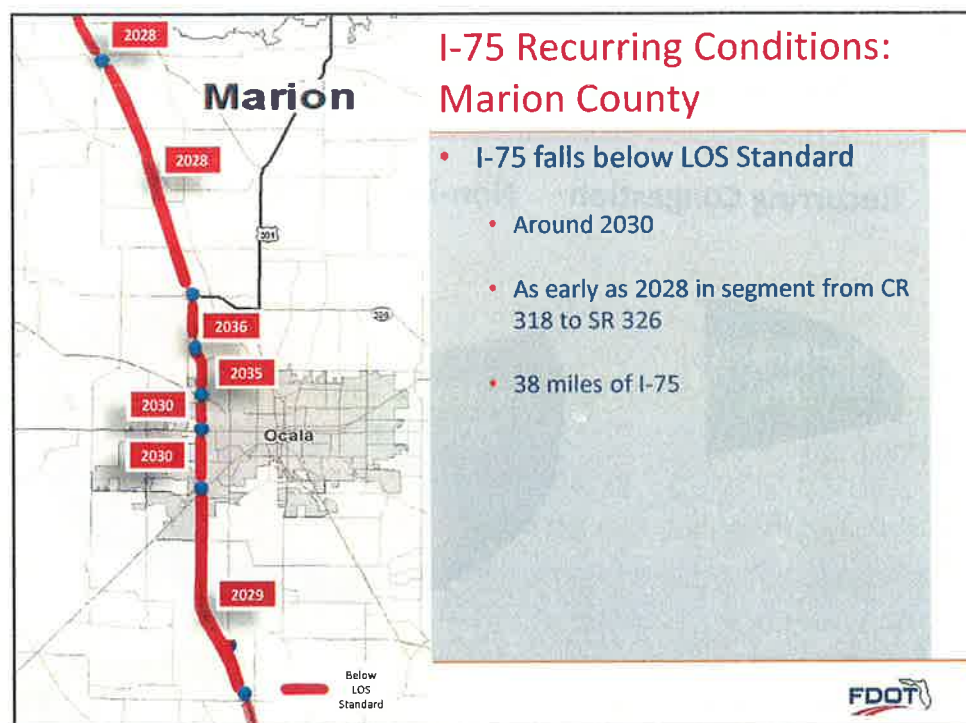 I-75 Recurring Conditions:
Marion County
• I-75 falls below LOS Standard
• Around 2030
• As early as 2028 in segment from CR
318 to SR 326
• 38 miles of I-75
2028
Marion
2028
301
2036
2035
2030
Ocala
2030
2029
Below
LOS
Standard
FDOT